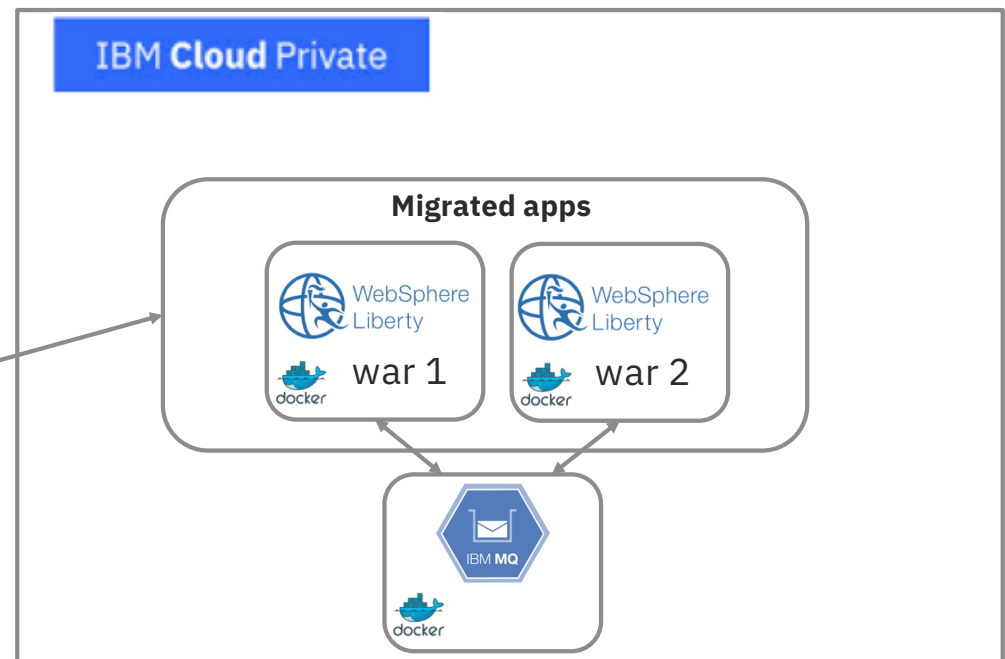 IBM Cloud Private
Migrated apps
WebSphere
Liberty
war 1
docker
WebSphere
Liberty
war 2
docker
IBM MQ
docker